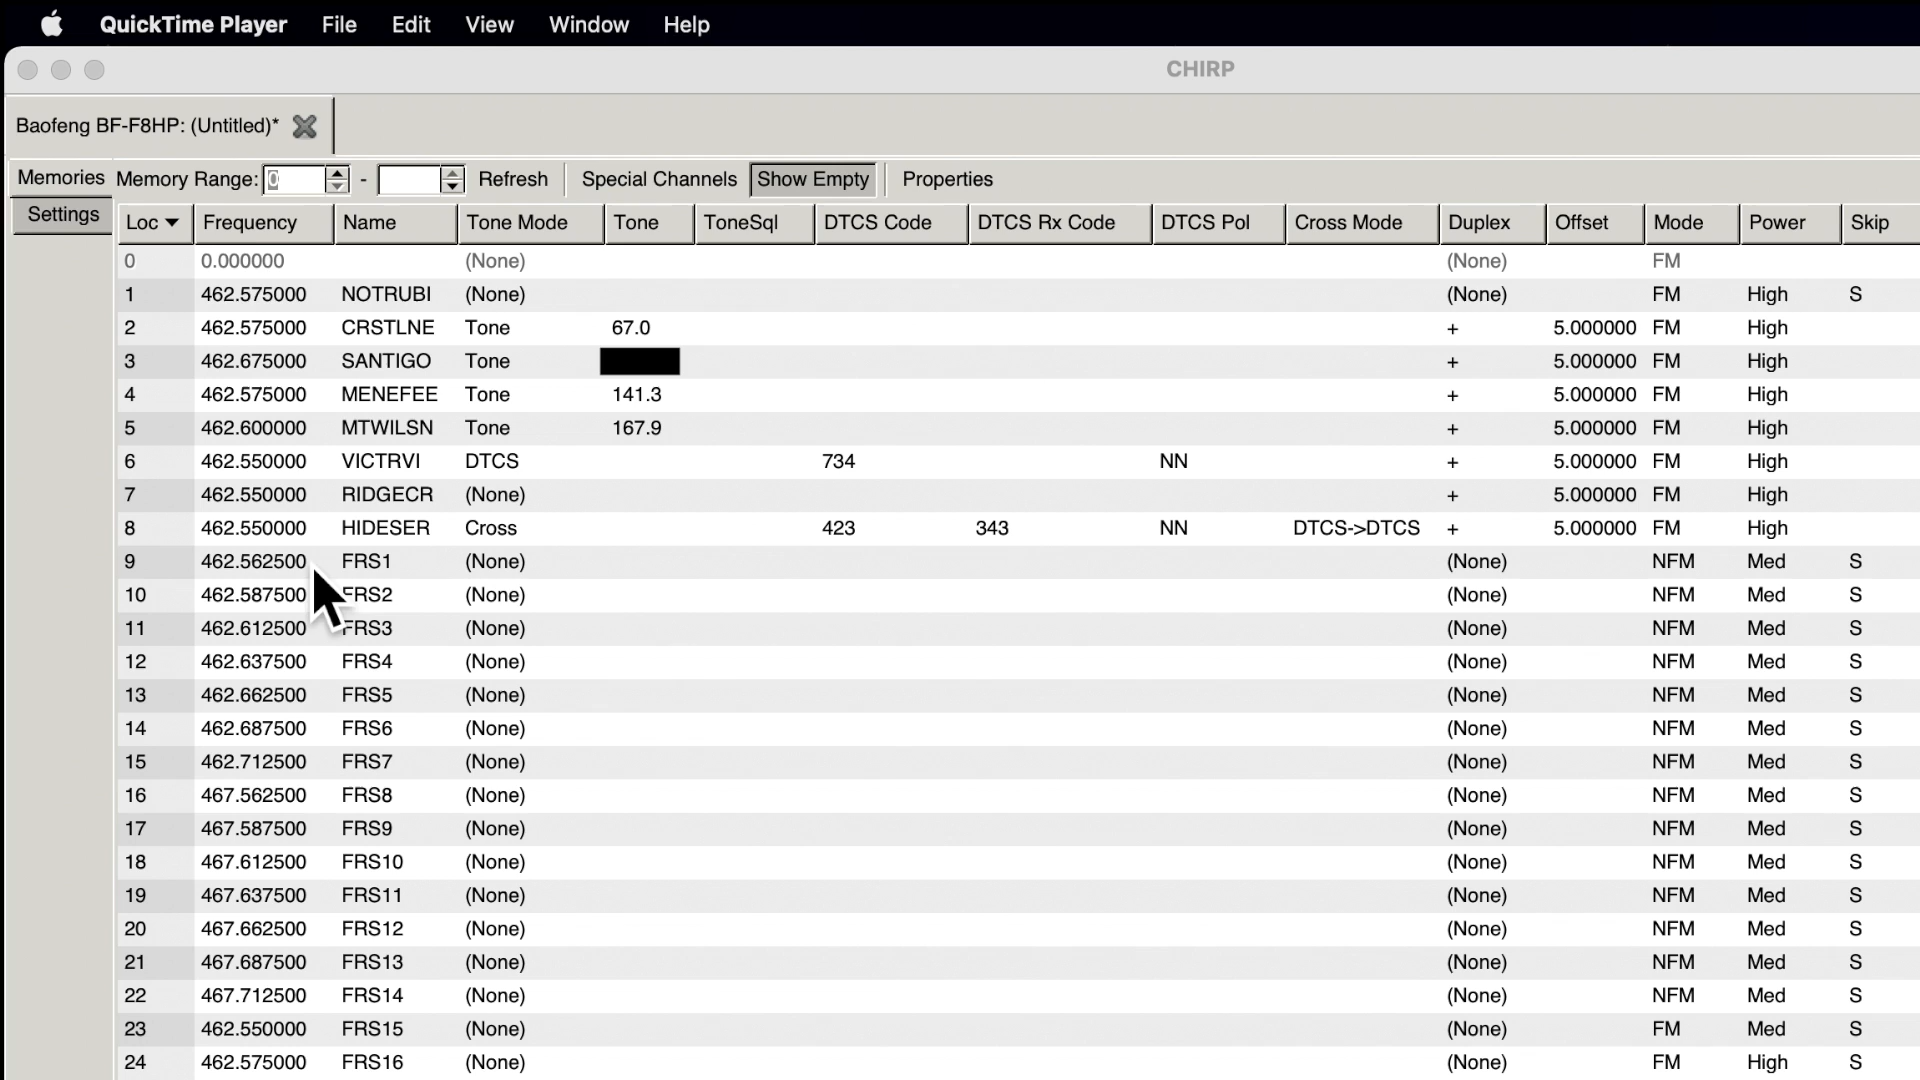 QuickTime Player File Edit View Window Help
CHIRP
Baofeng BF-F8HP: (Untitled)*
Memories Memory Range: 0 - Refresh Special Channels Show Empty Properties
Settings
Loc Frequency Name Tone Mode Tone ToneSql DTCS Code DTCS Rx Code DTCS Pol Cross Mode Duplex Offset Mode Power Skip
0 0.000000 (None) (None) FM
1 462.575000 NOTRUBI (None) (None) FM High S
2 462.575000 CRSTLNE Tone 67.0 + 5.000000 FM High
3 462.675000 SANTIGO Tone + 5.000000 FM High
4 462.575000 MENEFEE Tone 141.3 + 5.000000 FM High
5 462.600000 MTWILSN Tone 167.9 + 5.000000 FM High
6 462.550000 VICTRVI DTCS 734 NN + 5.000000 FM High
7 462.550000 RIDGECR (None) + 5.000000 FM High
8 462.550000 HIDESER Cross 423 343 NN DTCS->DTCS + 5.000000 FM High
9 462.562500 FRS1 (None) (None) NFM Med S
10 462.587500 FRS2 (None) (None) NFM Med S
11 462.612500 FRS3 (None) (None) NFM Med S
12 462.637500 FRS4 (None) (None) NFM Med S
13 462.662500 FRS5 (None) (None) NFM Med S
14 462.687500 FRS6 (None) (None) NFM Med S
15 462.712500 FRS7 (None) (None) NFM Med S
16 467.562500 FRS8 (None) (None) NFM Med S
17 467.587500 FRS9 (None) (None) NFM Med S
18 467.612500 FRS10 (None) (None) NFM Med S
19 467.637500 FRS11 (None) (None) NFM Med S
20 467.662500 FRS12 (None) (None) NFM Med S
21 467.687500 FRS13 (None) (None) NFM Med S
22 467.712500 FRS14 (None) (None) NFM Med S
23 462.550000 FRS15 (None) (None) FM Med S
24 462.575000 FRS16 (None) (None) FM High S